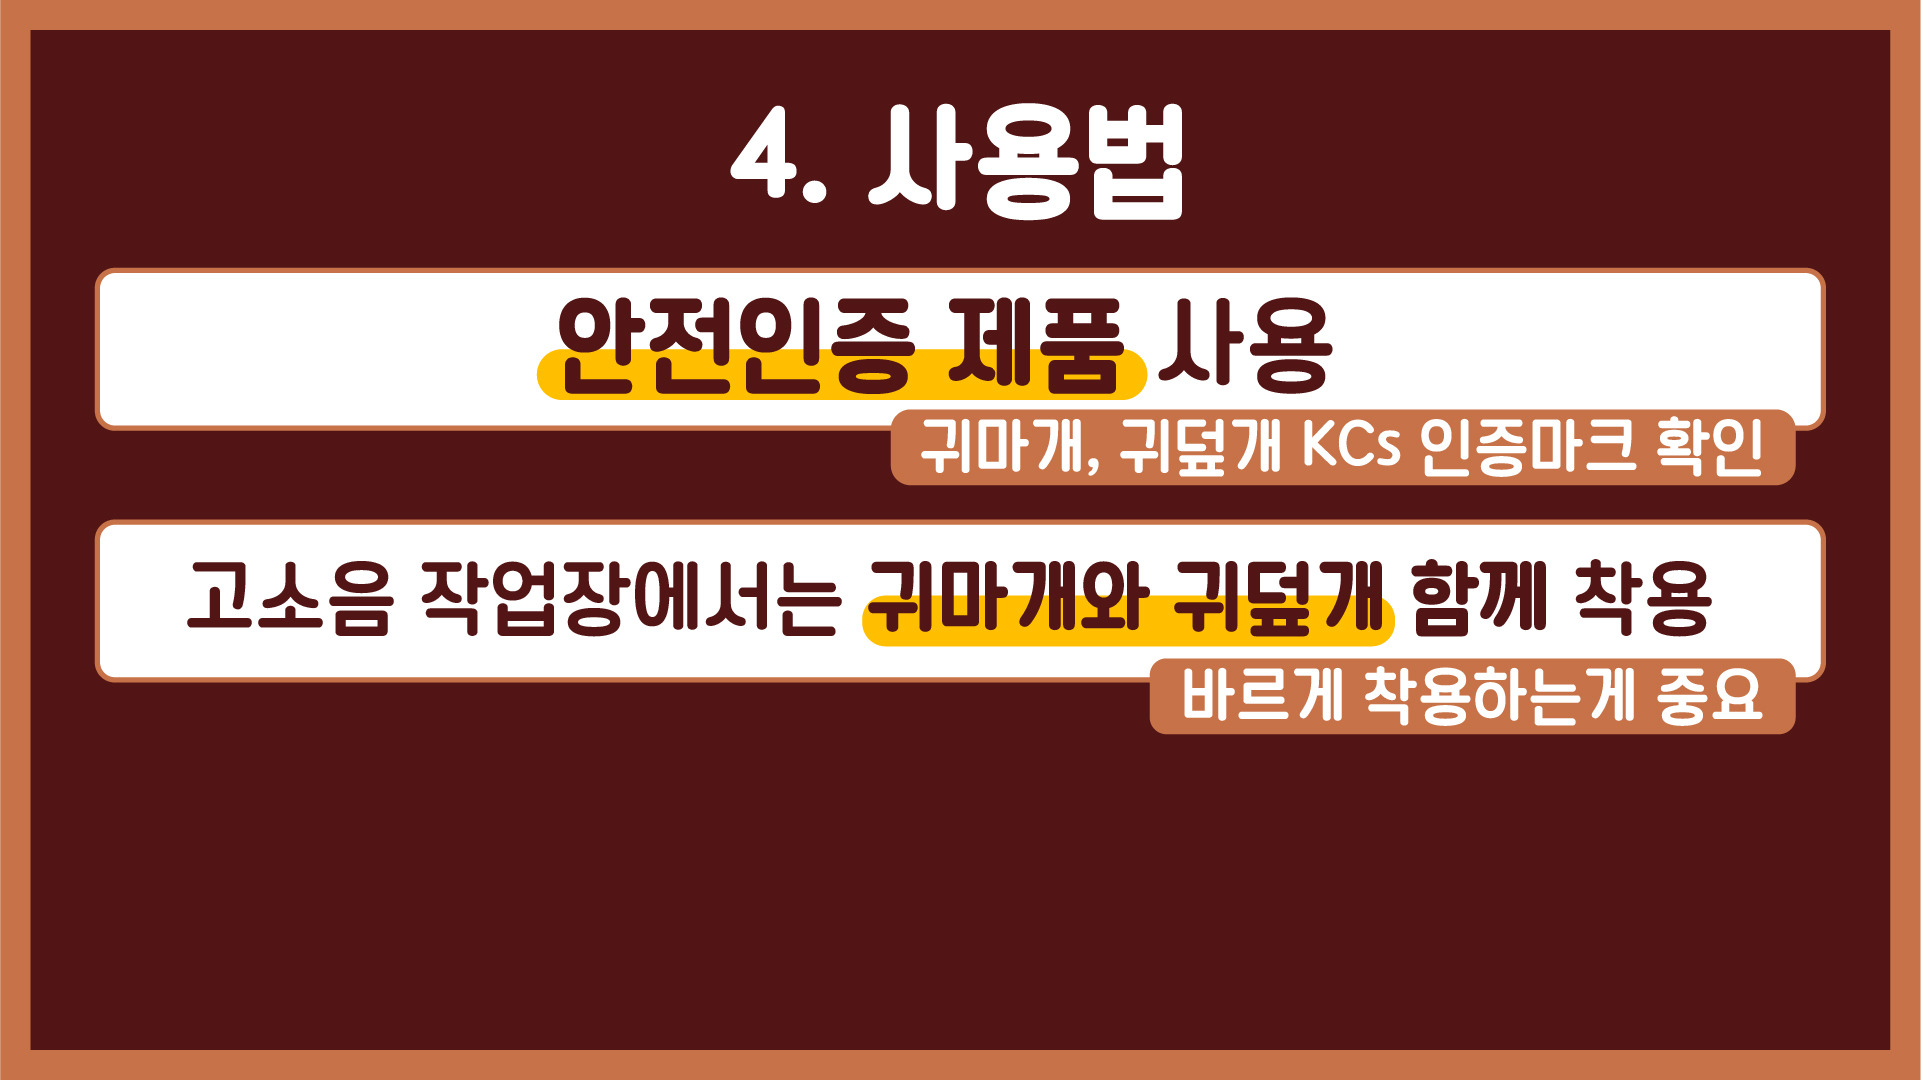 4. 사용법
안전인증 제품 사용
귀마개, 귀덮개 KCs 인증마크 확인
고소음 작업장에서는 귀마개와 귀덮개 함께 착용
바르게 착용하는게 중요